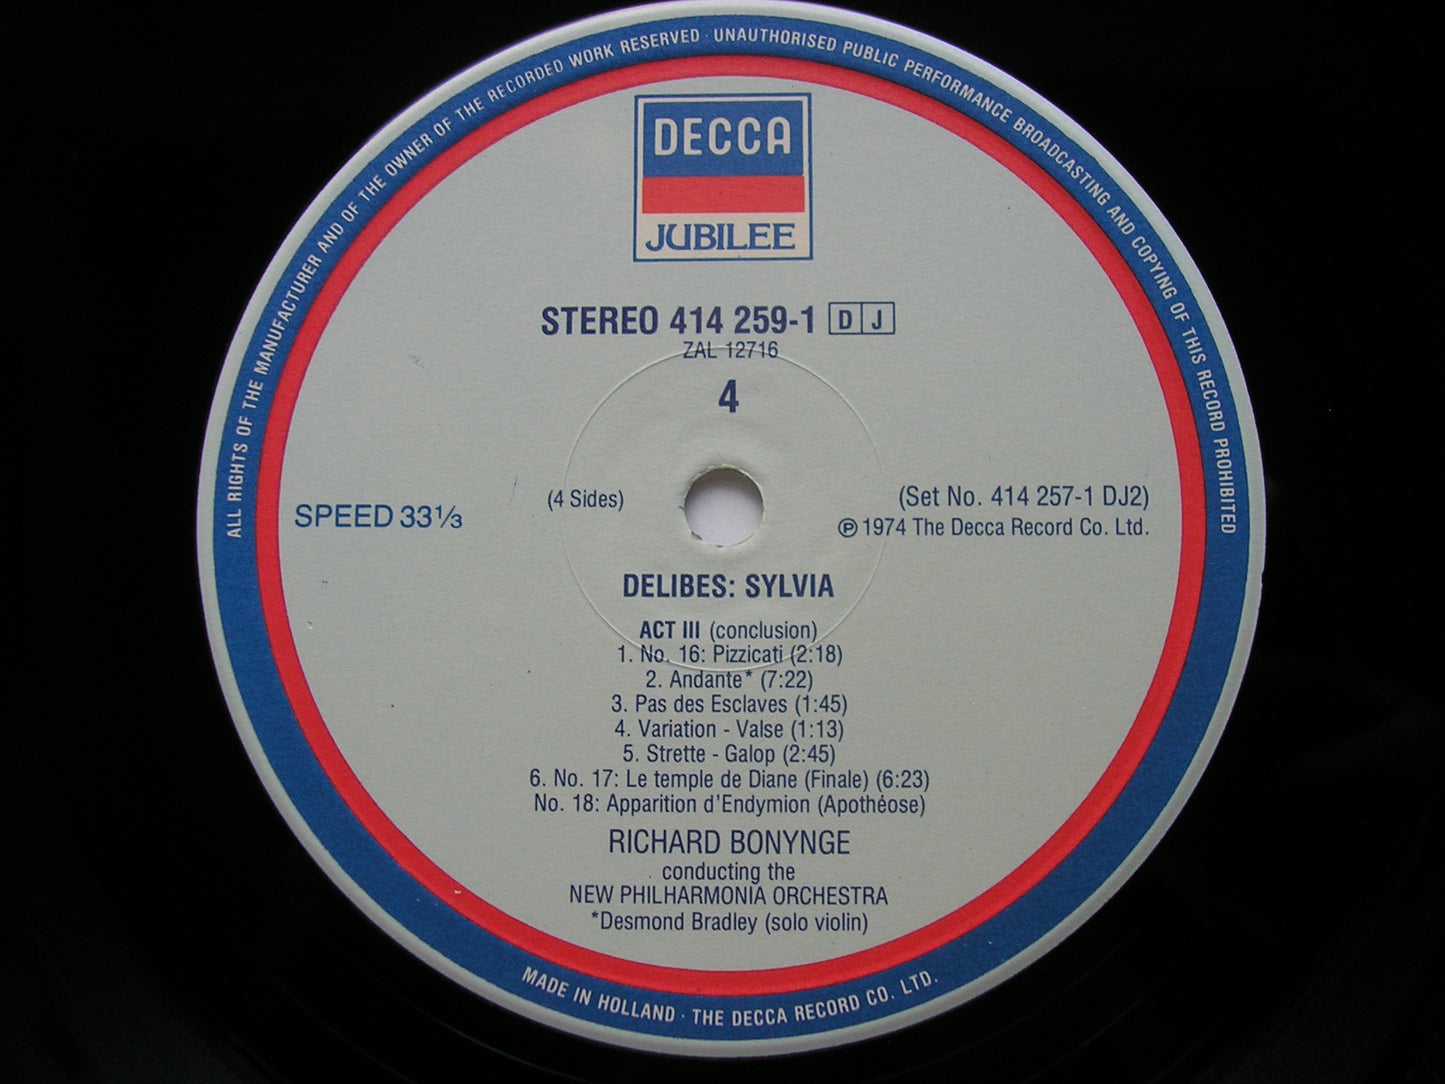 ALL RIGHTS OF THE MANUFACTURER AND OF THE OWNER OF THE RECORDED WORK RESERVED · UNAUTHORISED PUBLIC PERFORMANCE BROADCASTING AND COPYING OF THIS RECORD PROHIBITED
DECCA
JUBILEE
STEREO 414 259-1 D J
ZAL 12716
4
(4 Sides)
(Set No. 414 257-1 DJ2)
SPEED 33⅓
℗ 1974 The Decca Record Co. Ltd.
DELIBES: SYLVIA
ACT III (conclusion)
1. No. 16: Pizzicati (2:18)
2. Andante* (7:22)
3. Pas des Esclaves (1:45)
4. Variation - Valse (1:13)
5. Strette - Galop (2:45)
6. No. 17: Le temple de Diane (Finale) (6:23)
No. 18: Apparition d'Endymion (Apothéose)
RICHARD BONYNGE
conducting the
NEW PHILHARMONIA ORCHESTRA
*Desmond Bradley (solo violin)
MADE IN HOLLAND · THE DECCA RECORD CO. LTD.